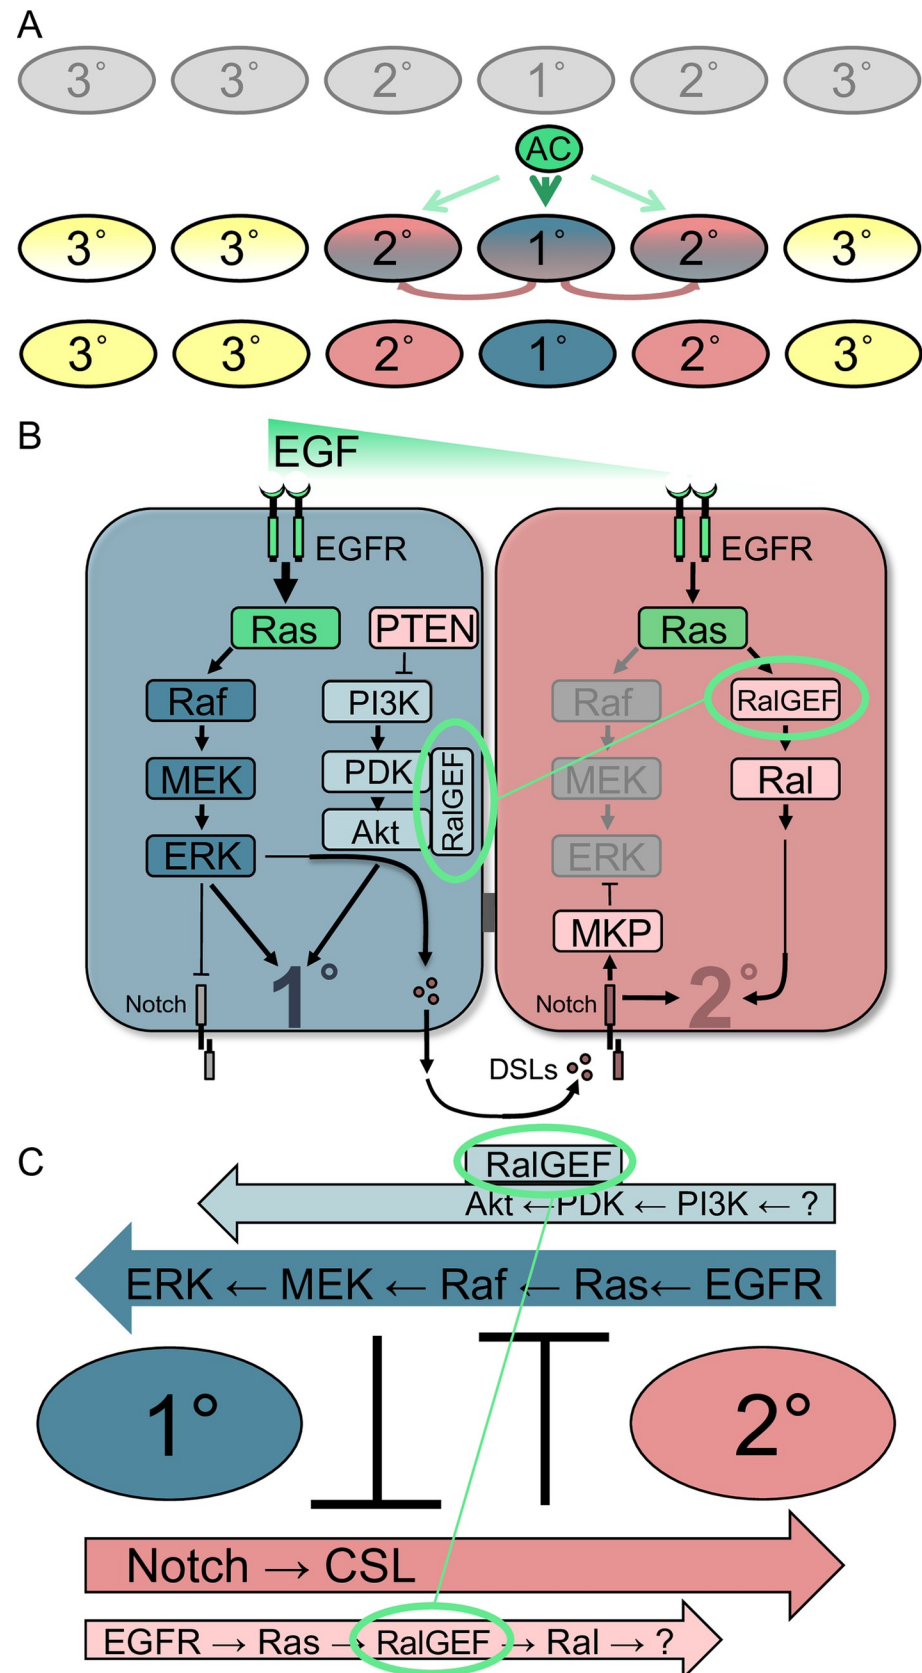 A
3° 3° 2° 1° 2° 3°
AC
3° 3° 2° 1° 2° 3°
3° 3° 2° 1° 2° 3°
B
EGF
EGFR EGFR
Ras PTEN Ras
Raf PI3K Raf RalGEF
MEK PDK RalGEF MEK Ral
ERK Akt ERK
MKP
Notch 1° Notch 2°
DSLs
C
RalGEF
Akt ← PDK ← PI3K ← ?
ERK ← MEK ← Raf ← Ras ← EGFR
1° 2°
Notch → CSL
EGFR → Ras → RalGEF → Ral → ?